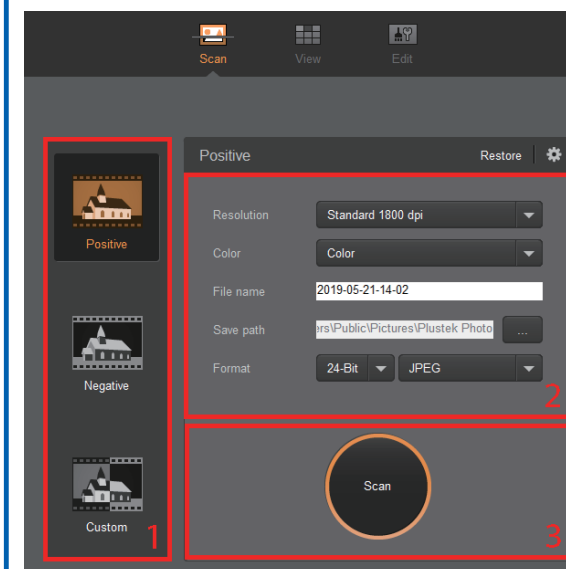 Scan View Edit
Positive Restore
Positive
Resolution Standard 1800 dpi
Color Color
File name 2019-05-21-14-02
Save path ers\Public\Pictures\Plustek Photo ...
Format 24-Bit JPEG
2
Negative
Scan
Custom
1
3